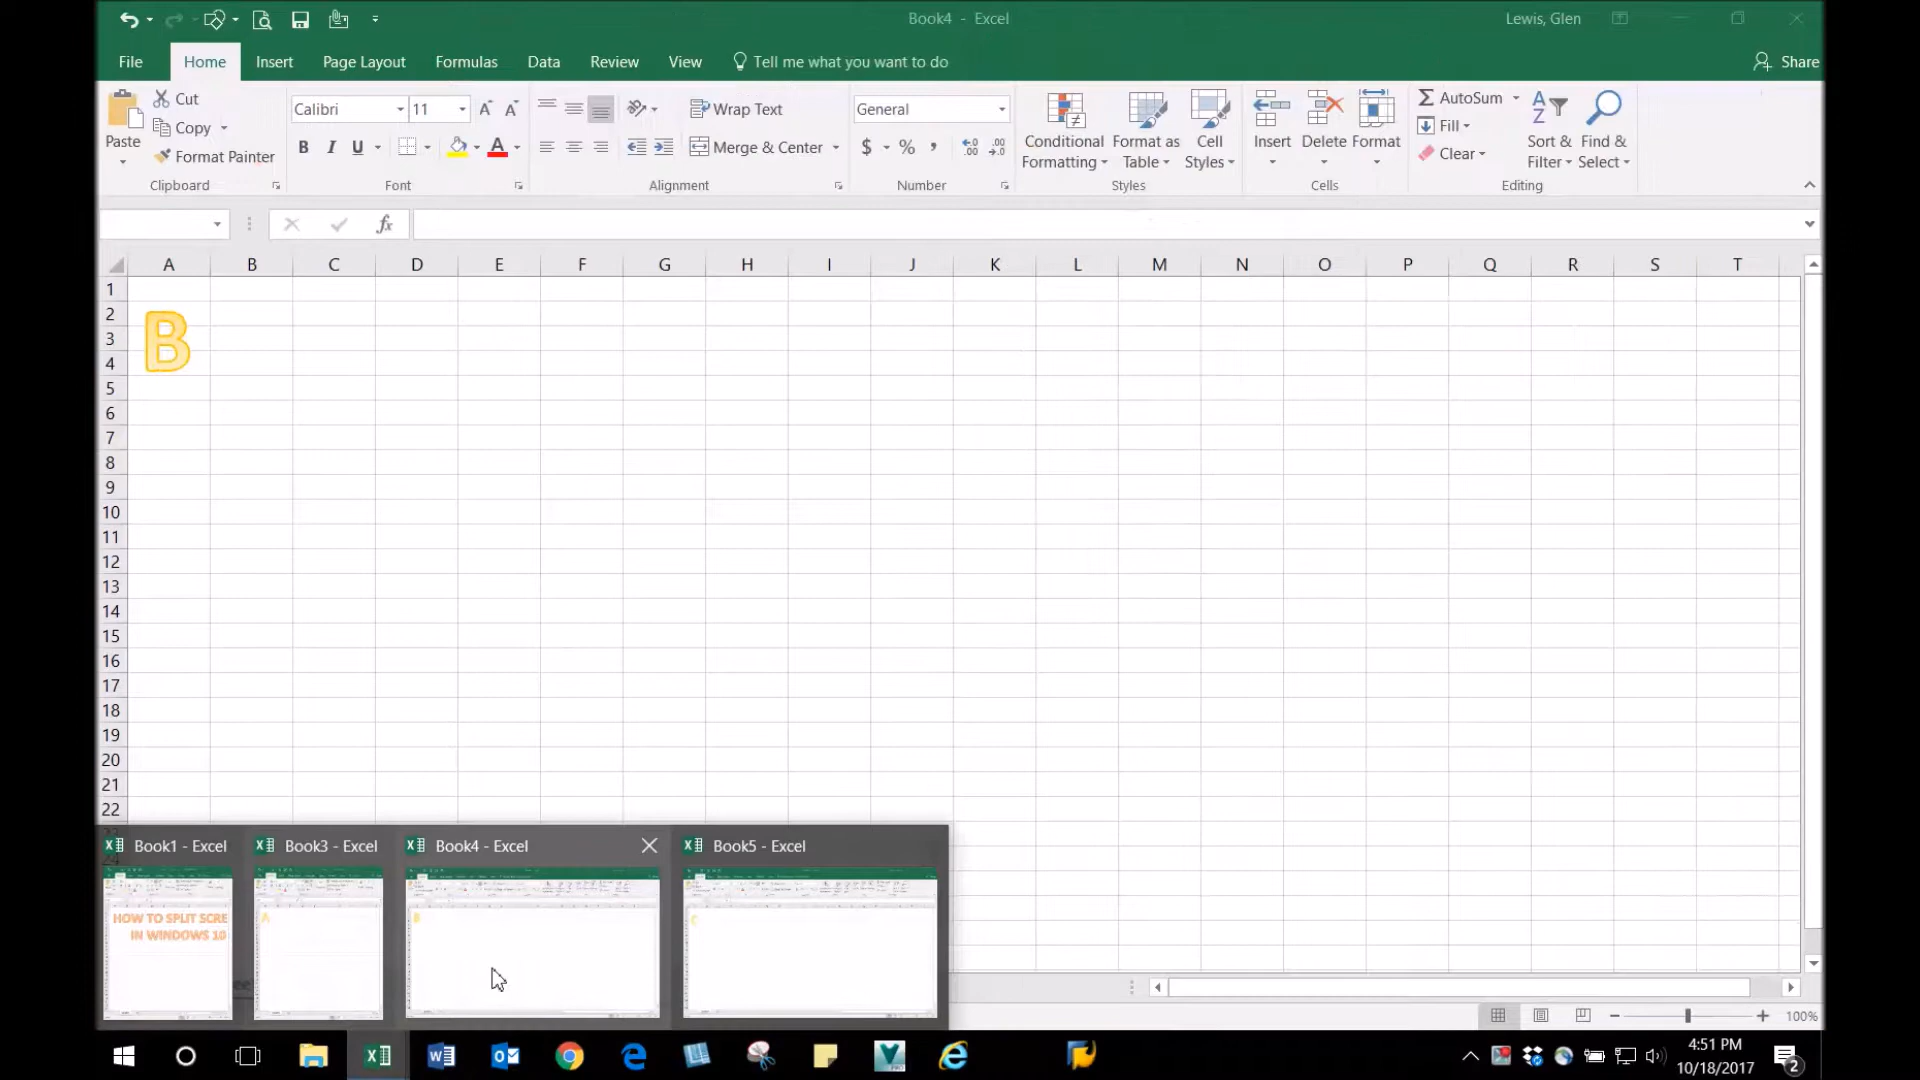 Book4 - Excel
Lewis, Glen
File Home Insert Page Layout Formulas Data Review View Tell me what you want to do Share
Cut
Copy
Format Painter
Paste
Clipboard
Calibri 11
B I U A
Font
Wrap Text
Merge & Center
Alignment
General
$ % ,
Number
Conditional Formatting
Format as Table
Cell Styles
Styles
Insert Delete Format
Cells
AutoSum
Fill
Clear
Sort & Filter
Find & Select
Editing
fx
A B C D E F G H I J K L M N O P Q R S T
1
2
3
4
B
5
6
7
8
9
10
11
12
13
14
15
16
17
18
19
20
21
22
Book1 - Excel Book3 - Excel Book4 - Excel Book5 - Excel
HOW TO SPLIT SCRE
IN WINDOWS 10
A
B
C
100%
4:51 PM
10/18/2017
2